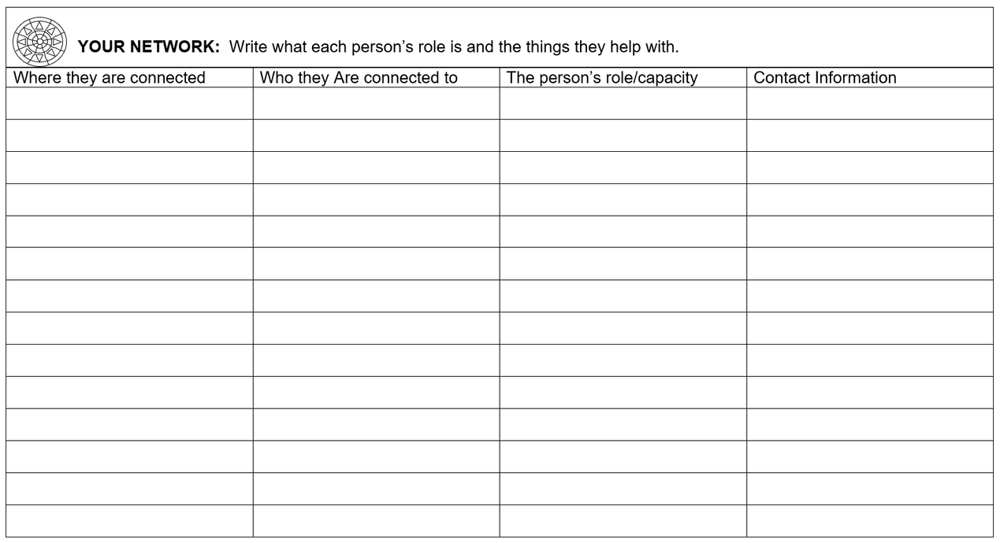 YOUR NETWORK: Write what each person’s role is and the things they help with.
Where they are connected
Who they Are connected to
The person’s role/capacity
Contact Information